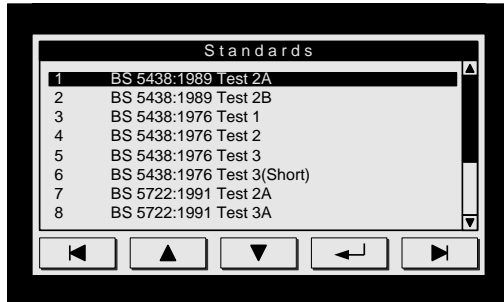 Standards
1 BS 5438:1989 Test 2A
2 BS 5438:1989 Test 2B
3 BS 5438:1976 Test 1
4 BS 5438:1976 Test 2
5 BS 5438:1976 Test 3
6 BS 5438:1976 Test 3(Short)
7 BS 5722:1991 Test 2A
8 BS 5722:1991 Test 3A